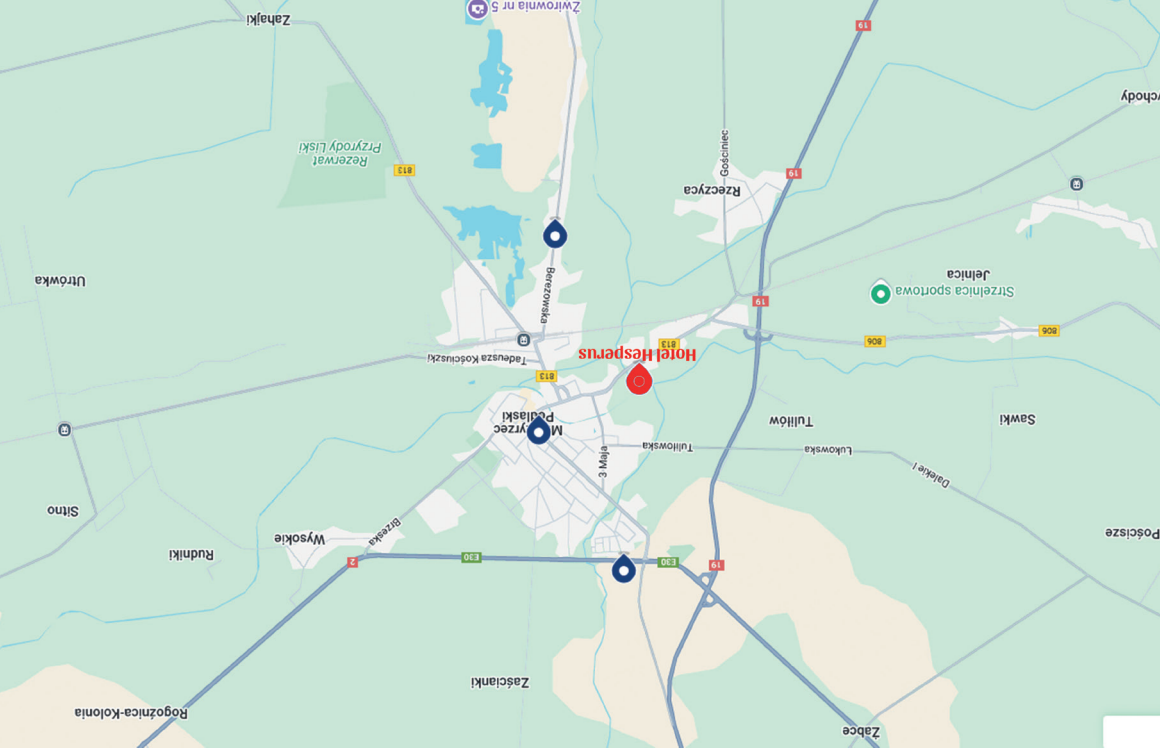 Żabce
Rogoźnica-Kolonia
Zaścianki
19
E30
E30
2
Pościsze
Wysokie
Rudniki
Brzeska
Sitno
Dalekie I
Łukowska
Tuliłowska
3 Maja
Podlaski
Sawki
Tuliłów
813
Tadeusza Kościuszki
Hotel Hesperus
813
806
806
19
Berezowska
Strzelnica sportowa
Jelnica
Utrówka
Rzeczyca
Gościniec
19
813
Rezerwat
Przyrody Liski
19
Zahajki
Żwirownia nr 5